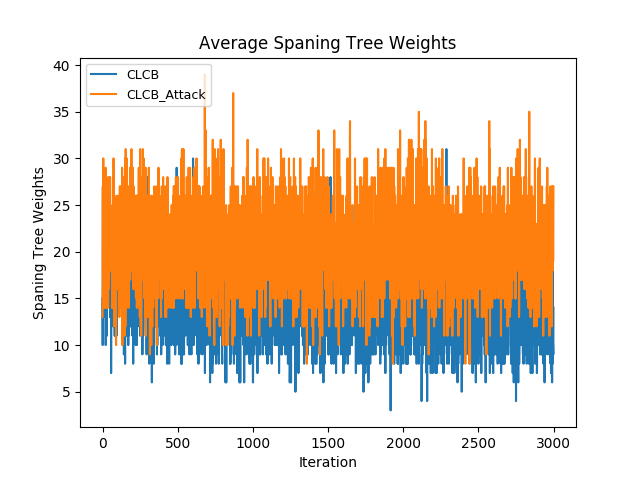 Average Spaning Tree Weights
CLCB
CLCB_Attack
Spaning Tree Weights
40
35
30
25
20
15
10
5
0 500 1000 1500 2000 2500 3000
Iteration